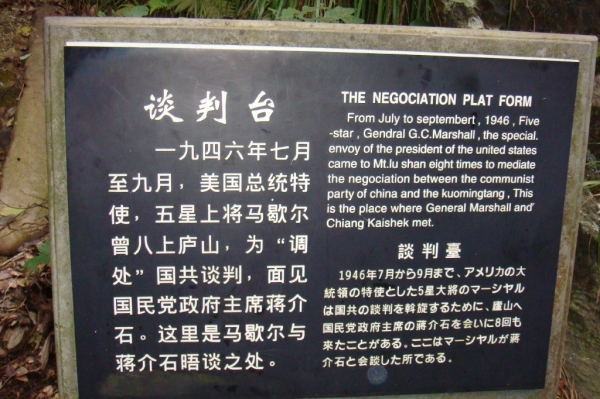 谈判台
一九四六年七月
至九月，美国总统特
使，五星上将马歇尔
曾八上庐山，为“调
处”国共谈判，面见
国民党政府主席蒋介
石。这里是马歇尔与
蒋介石晤谈之处。
THE NEGOCIATION PLAT FORM
From July to septembert , 1946 , Five
-star , Gendral G.C.Marshall , the special.
envoy of the president of the united states
came to Mt.lu shan eight times to mediate
the negociation between the communist
party of china and the kuomingtang , This
is the place where General Marshall and
Chiang Kaishek met.
談判臺
1946年7月から9月まで、アメリカの大
統領の特使とした5星大將のマーシヤル
は国共の談判を斡旋するために、廬山へ
国民党政府主席の蔣介石を会いに8回も
來たことがある。ここはマーシヤルが蔣
介石と会談した所である。